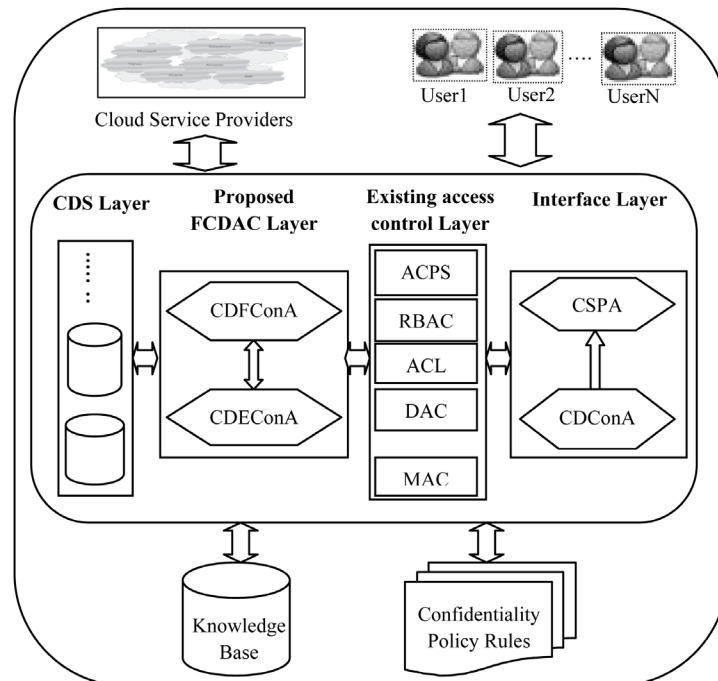 Cloud Service Providers
User1
User2
....
UserN
CDS Layer
Proposed
FCDAC Layer
Existing access
control Layer
Interface Layer
CDFConA
CDEConA
ACPS
RBAC
ACL
DAC
MAC
CSPA
CDConA
Knowledge
Base
Confidentiality
Policy Rules